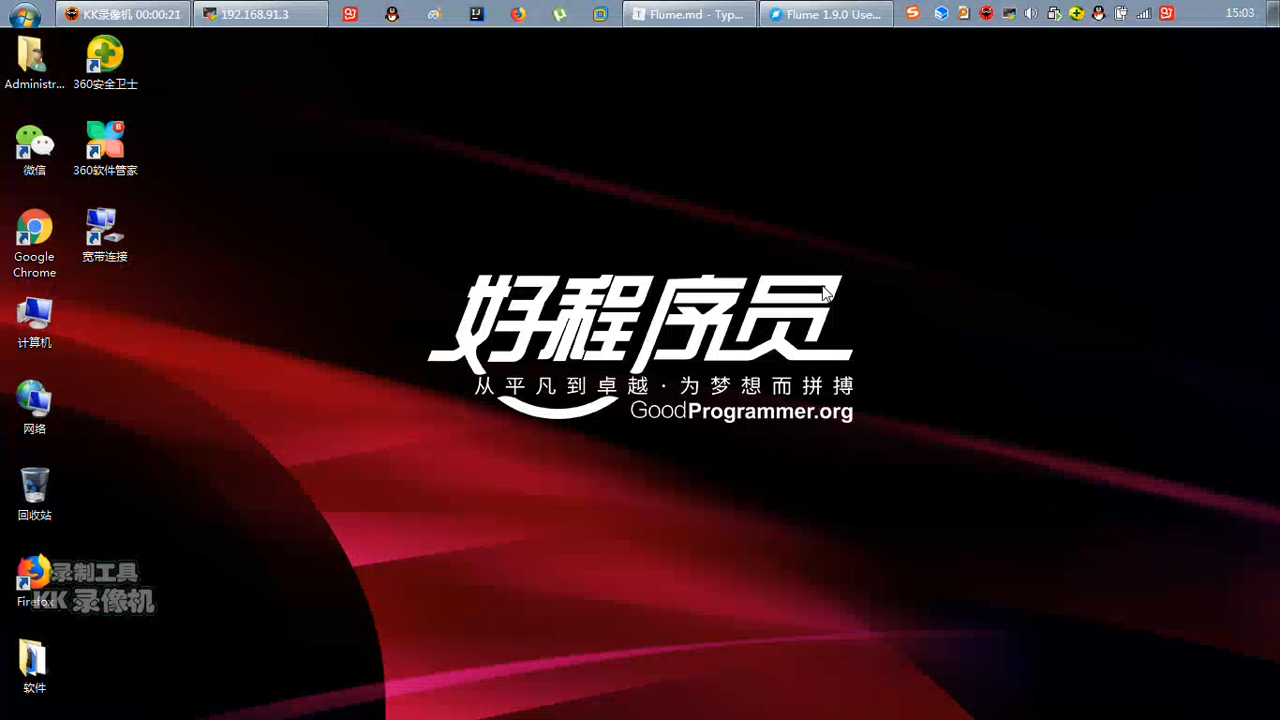 KK录像机 00:00:21
192.168.91.3
Flume.md - Typ...
Flume 1.9.0 Use...
15:03
Administr...
360安全卫士
微信
360软件管家
Google
Chrome
宽带连接
计算机
网络
回收站
Firefox
软件
好程序员
从平凡到卓越·为梦想而拼搏
GoodProgrammer.org
录制工具
KK 录像机